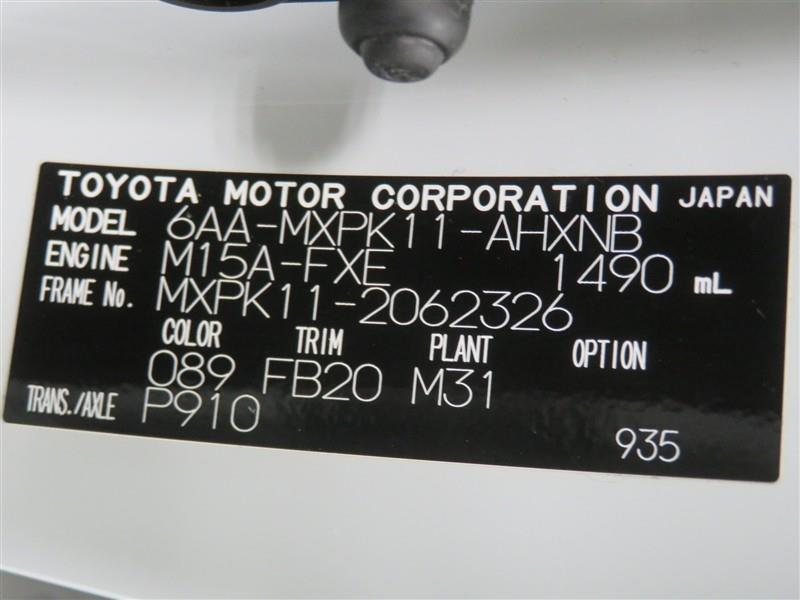 TOYOTA MOTOR CORPORATION JAPAN
MODEL 6AA-MXPK11-AHXNB
ENGINE M15A-FXE 1490 mL
FRAME No. MXPK11-2062326
COLOR TRIM PLANT OPTION
089 FB20 M31
TRANS./AXLE P910
935